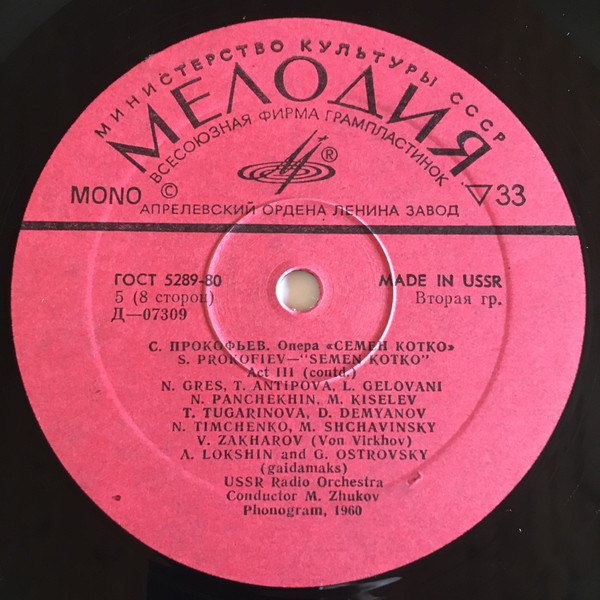 МИНИСТЕРСТВО КУЛЬТУРЫ СССР
МЕЛОДИЯ
ВСЕСОЮЗНАЯ ФИРМА ГРАМПЛАСТИНОК
®
MONO © ▽33
АПРЕЛЕВСКИЙ ОРДЕНА ЛЕНИНА ЗАВОД
ГОСТ 5289-80 MADE IN USSR
5 (8 сторон) Вторая гр.
Д—07309
С. ПРОКОФЬЕВ. Опера «СЕМЕН КОТКО»
S. PROKOFIEV—"SEMEN KOTKO"
Act III (contd.)
N. GRES, T. ANTIPOVA, L. GELOVANI
N. PANCHEKHIN, M. KISELEV
T. TUGARINOVA, D. DEMYANOV
N. TIMCHENKO, M. SHCHAVINSKY
V. ZAKHAROV (Von Virkhov)
A. LOKSHIN and G. OSTROVSKY
(gaidamaks)
USSR Radio Orchestra
Conductor M. Zhukov
Phonogram, 1960